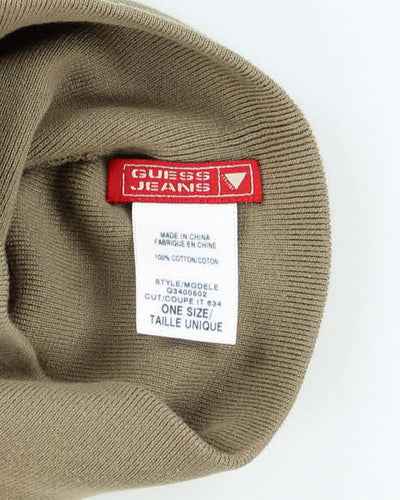 GUESS
JEANS
MADE IN CHINA
FABRIQUE EN CHINE
100% COTTON/COTON
STYLE/MODELE
Q3400602
CUT/COUPE IT 634
ONE SIZE/
TAILLE UNIQUE